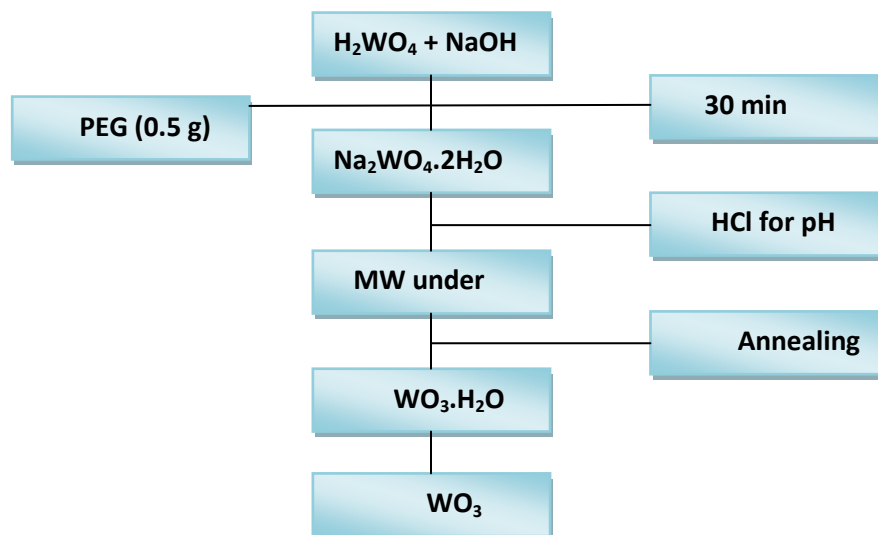 H₂WO₄ + NaOH
PEG (0.5 g)
30 min
Na₂WO₄.2H₂O
HCl for pH
MW under
Annealing
WO₃.H₂O
WO₃